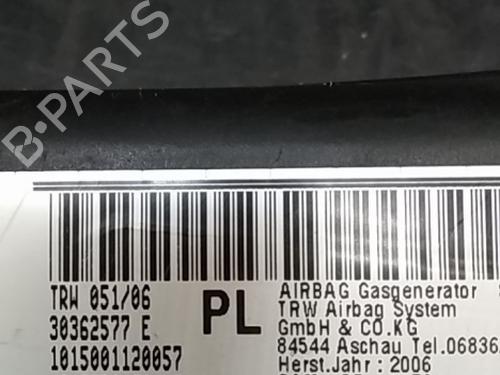 B-PARTS
TRW 051/06
30362577 E
1015001120057
PL
AIRBAG Gasgenerator
TRW Airbag System
GmbH & CO.KG
84544 Aschau Tel.06836
Herst.Jahr : 2006